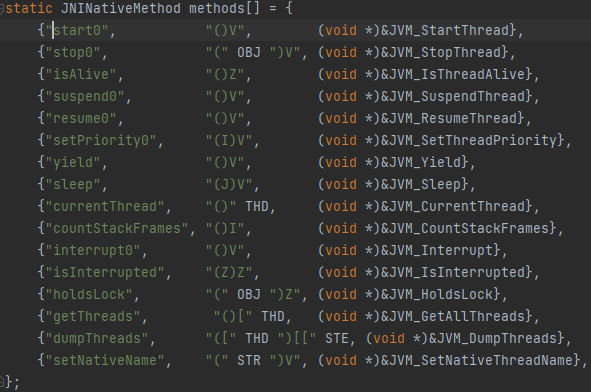 static JNINativeMethod methods[] = {
    {"start0",           "()V",        (void *)&JVM_StartThread},
    {"stop0",            "(" OBJ ")V", (void *)&JVM_StopThread},
    {"isAlive",          "()Z",        (void *)&JVM_IsThreadAlive},
    {"suspend0",         "()V",        (void *)&JVM_SuspendThread},
    {"resume0",          "()V",        (void *)&JVM_ResumeThread},
    {"setPriority0",     "(I)V",       (void *)&JVM_SetThreadPriority},
    {"yield",            "()V",        (void *)&JVM_Yield},
    {"sleep",            "(J)V",       (void *)&JVM_Sleep},
    {"currentThread",    "()" THD,     (void *)&JVM_CurrentThread},
    {"countStackFrames", "()I",        (void *)&JVM_CountStackFrames},
    {"interrupt0",       "()V",        (void *)&JVM_Interrupt},
    {"isInterrupted",    "(Z)Z",       (void *)&JVM_IsInterrupted},
    {"holdsLock",        "(" OBJ ")Z", (void *)&JVM_HoldsLock},
    {"getThreads",        "()[" THD,   (void *)&JVM_GetAllThreads},
    {"dumpThreads",      "([" THD ")[[" STE, (void *)&JVM_DumpThreads},
    {"setNativeName",    "(" STR ")V", (void *)&JVM_SetNativeThreadName},
};